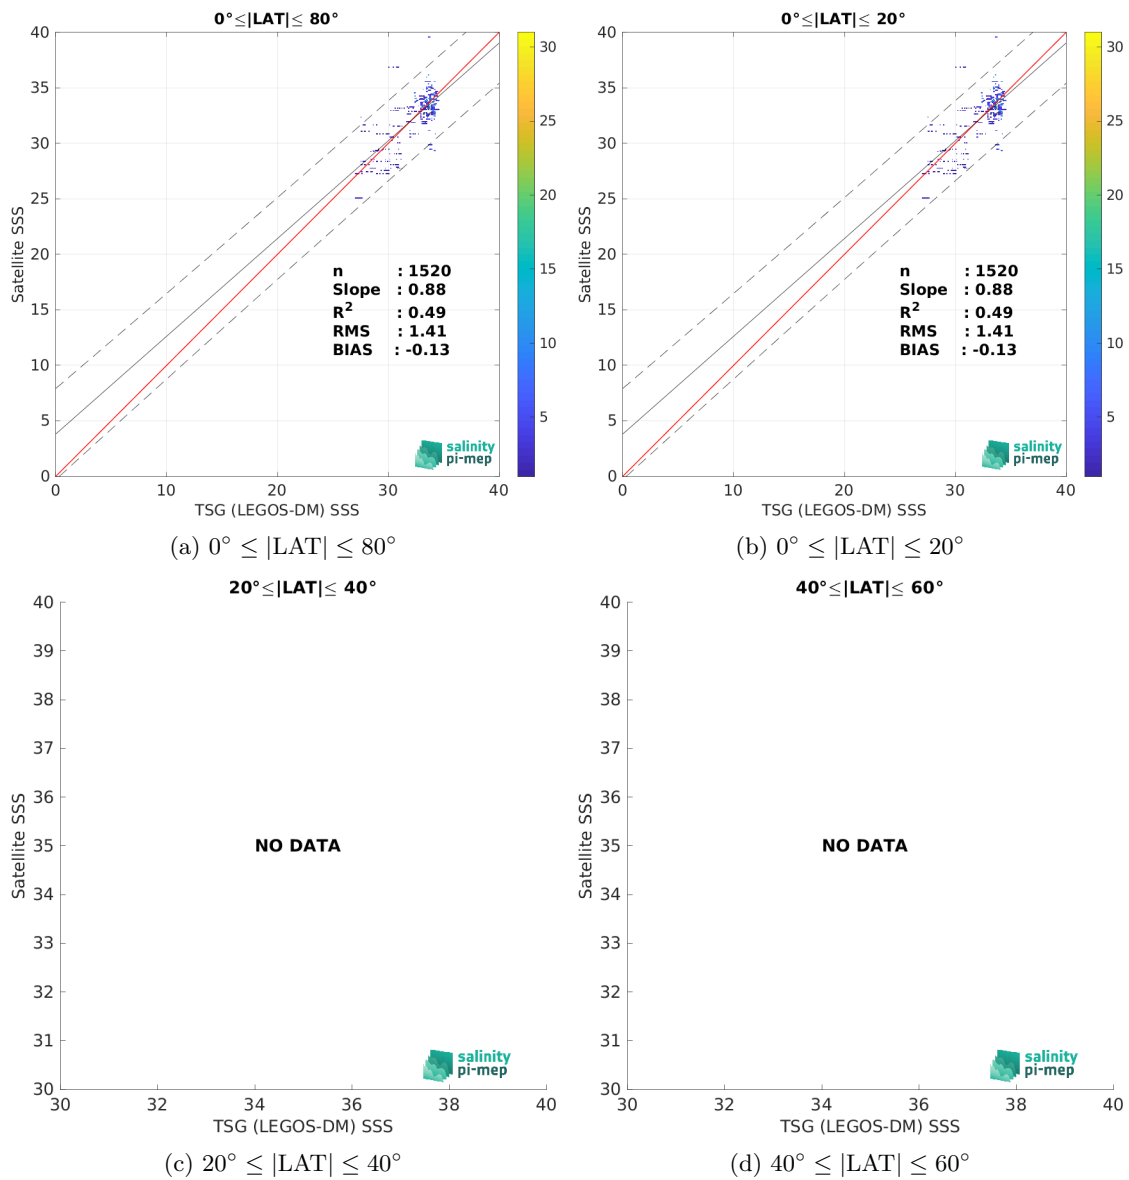 0°≤|LAT|≤ 80°
40
35
30
25
20
15
10
5
0
0
10
20
30
40
Satellite SSS
TSG (LEGOS-DM) SSS
n : 1520
Slope : 0.88
R² : 0.49
RMS : 1.41
BIAS : -0.13
salinity
pi-mep
30
25
20
15
10
5
(a) 0° ≤ |LAT| ≤ 80°
0°≤|LAT|≤ 20°
40
35
30
25
20
15
10
5
0
0
10
20
30
40
Satellite SSS
TSG (LEGOS-DM) SSS
n : 1520
Slope : 0.88
R² : 0.49
RMS : 1.41
BIAS : -0.13
salinity
pi-mep
30
25
20
15
10
5
(b) 0° ≤ |LAT| ≤ 20°
20°≤|LAT|≤ 40°
40
39
38
37
36
35
34
33
32
31
30
30
32
34
36
38
40
Satellite SSS
NO DATA
salinity
pi-mep
TSG (LEGOS-DM) SSS
(c) 20° ≤ |LAT| ≤ 40°
40°≤|LAT|≤ 60°
40
39
38
37
36
35
34
33
32
31
30
30
32
34
36
38
40
Satellite SSS
NO DATA
salinity
pi-mep
TSG (LEGOS-DM) SSS
(d) 40° ≤ |LAT| ≤ 60°